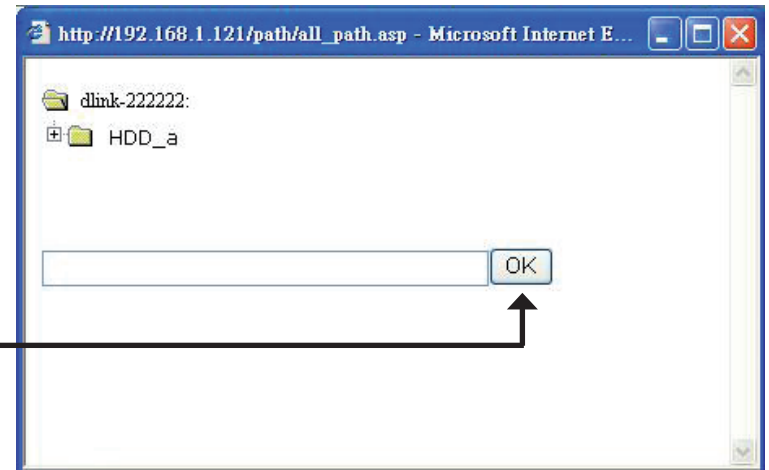 http://192.168.1.121/path/all_path.asp - Microsoft Internet E...
dlink-222222:
HDD_a
OK